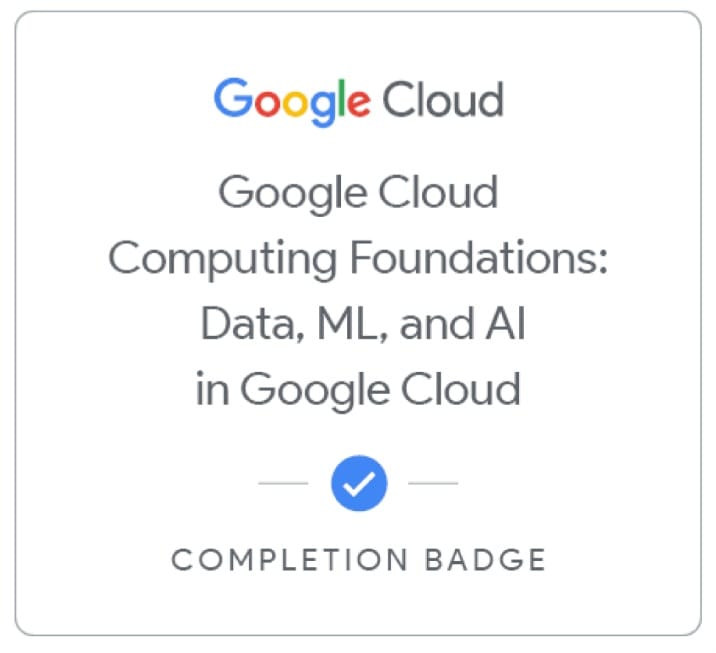 Google Cloud
Google Cloud
Computing Foundations:
Data, ML, and AI
in Google Cloud
COMPLETION BADGE